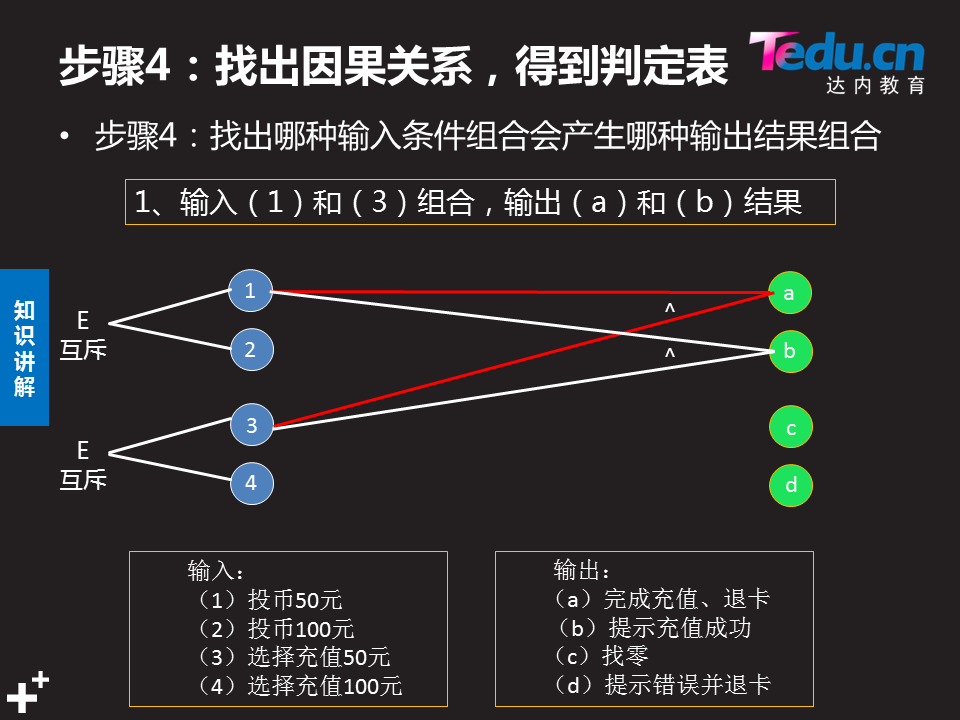 步骤4：找出因果关系，得到判定表
Tedu.cn
达内教育
• 步骤4：找出哪种输入条件组合会产生哪种输出结果组合
1、输入（1）和（3）组合，输出（a）和（b）结果
知识讲解
E
互斥
E
互斥
1
2
3
4
^
^
a
b
c
d
输入：
（1）投币50元
（2）投币100元
（3）选择充值50元
（4）选择充值100元
输出：
（a）完成充值、退卡
（b）提示充值成功
（c）找零
（d）提示错误并退卡